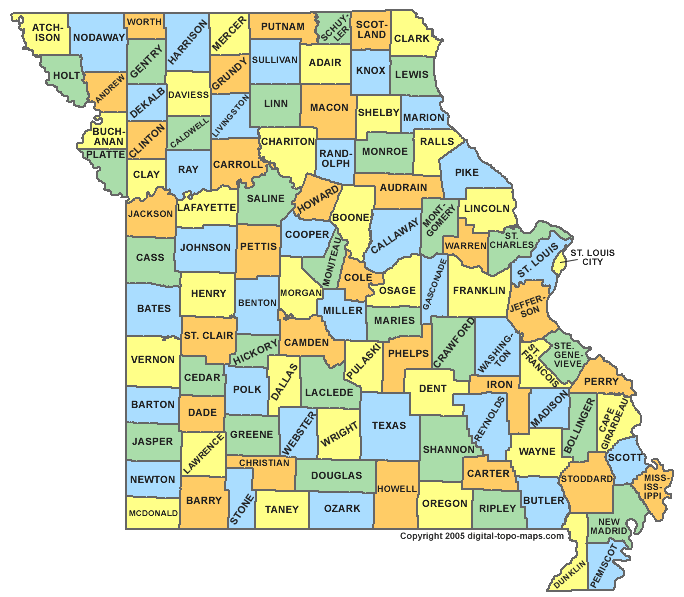 ATCH-
ISON
NODAWAY
WORTH
HARRISON
MERCER
PUTNAM
SCHUY-
LER
SCOT-
LAND
CLARK
HOLT
ANDREW
GENTRY
DAVIESS
GRUNDY
SULLIVAN
ADAIR
KNOX
LEWIS
DEKALB
LIVINGSTON
LINN
MACON
SHELBY
MARION
BUCH-
ANAN
CLINTON
CALDWELL
CHARITON
RAND-
OLPH
MONROE
RALLS
PLATTE
CLAY
RAY
CARROLL
PIKE
JACKSON
LAFAYETTE
SALINE
HOWARD
BOONE
AUDRAIN
MONT-
GOMERY
LINCOLN
CASS
JOHNSON
PETTIS
COOPER
MONITEAU
CALLAWAY
WARREN
ST.
CHARLES
ST. LOUIS
ST. LOUIS
CITY
COLE
OSAGE
GASCONADE
FRANKLIN
JEFFER-
SON
BATES
HENRY
BENTON
MORGAN
MILLER
MARIES
ST. CLAIR
HICKORY
CAMDEN
PULASKI
PHELPS
CRAWFORD
WASHING-
TON
ST.
FRANCOIS
STE.
GENE-
VIEVE
VERNON
CEDAR
POLK
DALLAS
LACLEDE
DENT
IRON
PERRY
BARTON
DADE
WEBSTER
WRIGHT
TEXAS
REYNOLDS
MADISON
BOLLINGER
CAPE
GIRARDEAU
JASPER
LAWRENCE
GREENE
SHANNON
WAYNE
SCOTT
NEWTON
CHRISTIAN
DOUGLAS
HOWELL
CARTER
STODDARD
MISS-
ISS-
IPPI
MCDONALD
BARRY
STONE
TANEY
OZARK
OREGON
RIPLEY
BUTLER
NEW
MADRID
DUNKLIN
PEMISCOT
Copyright 2005 digital-topo-maps.com